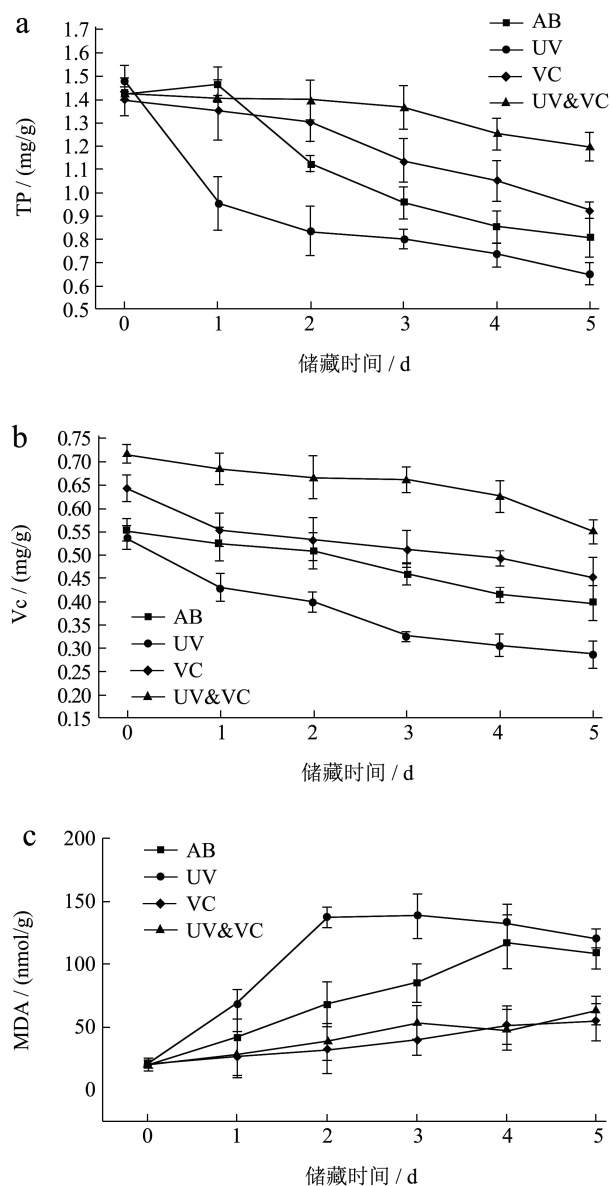 a
AB
UV
VC
UV&VC
1.7
1.6
1.5
1.4
1.3
1.2
1.1
1.0
0.9
0.8
0.7
0.6
0.5
TP / (mg/g)
0 1 2 3 4 5
储藏时间 / d
b
0.75
0.70
0.65
0.60
0.55
0.50
0.45
0.40
0.35
0.30
0.25
0.20
0.15
Vc / (mg/g)
AB
UV
VC
UV&VC
0 1 2 3 4 5
储藏时间 / d
c
200
150
100
50
0
MDA / (nmol/g)
AB
UV
VC
UV&VC
0 1 2 3 4 5
储藏时间 / d